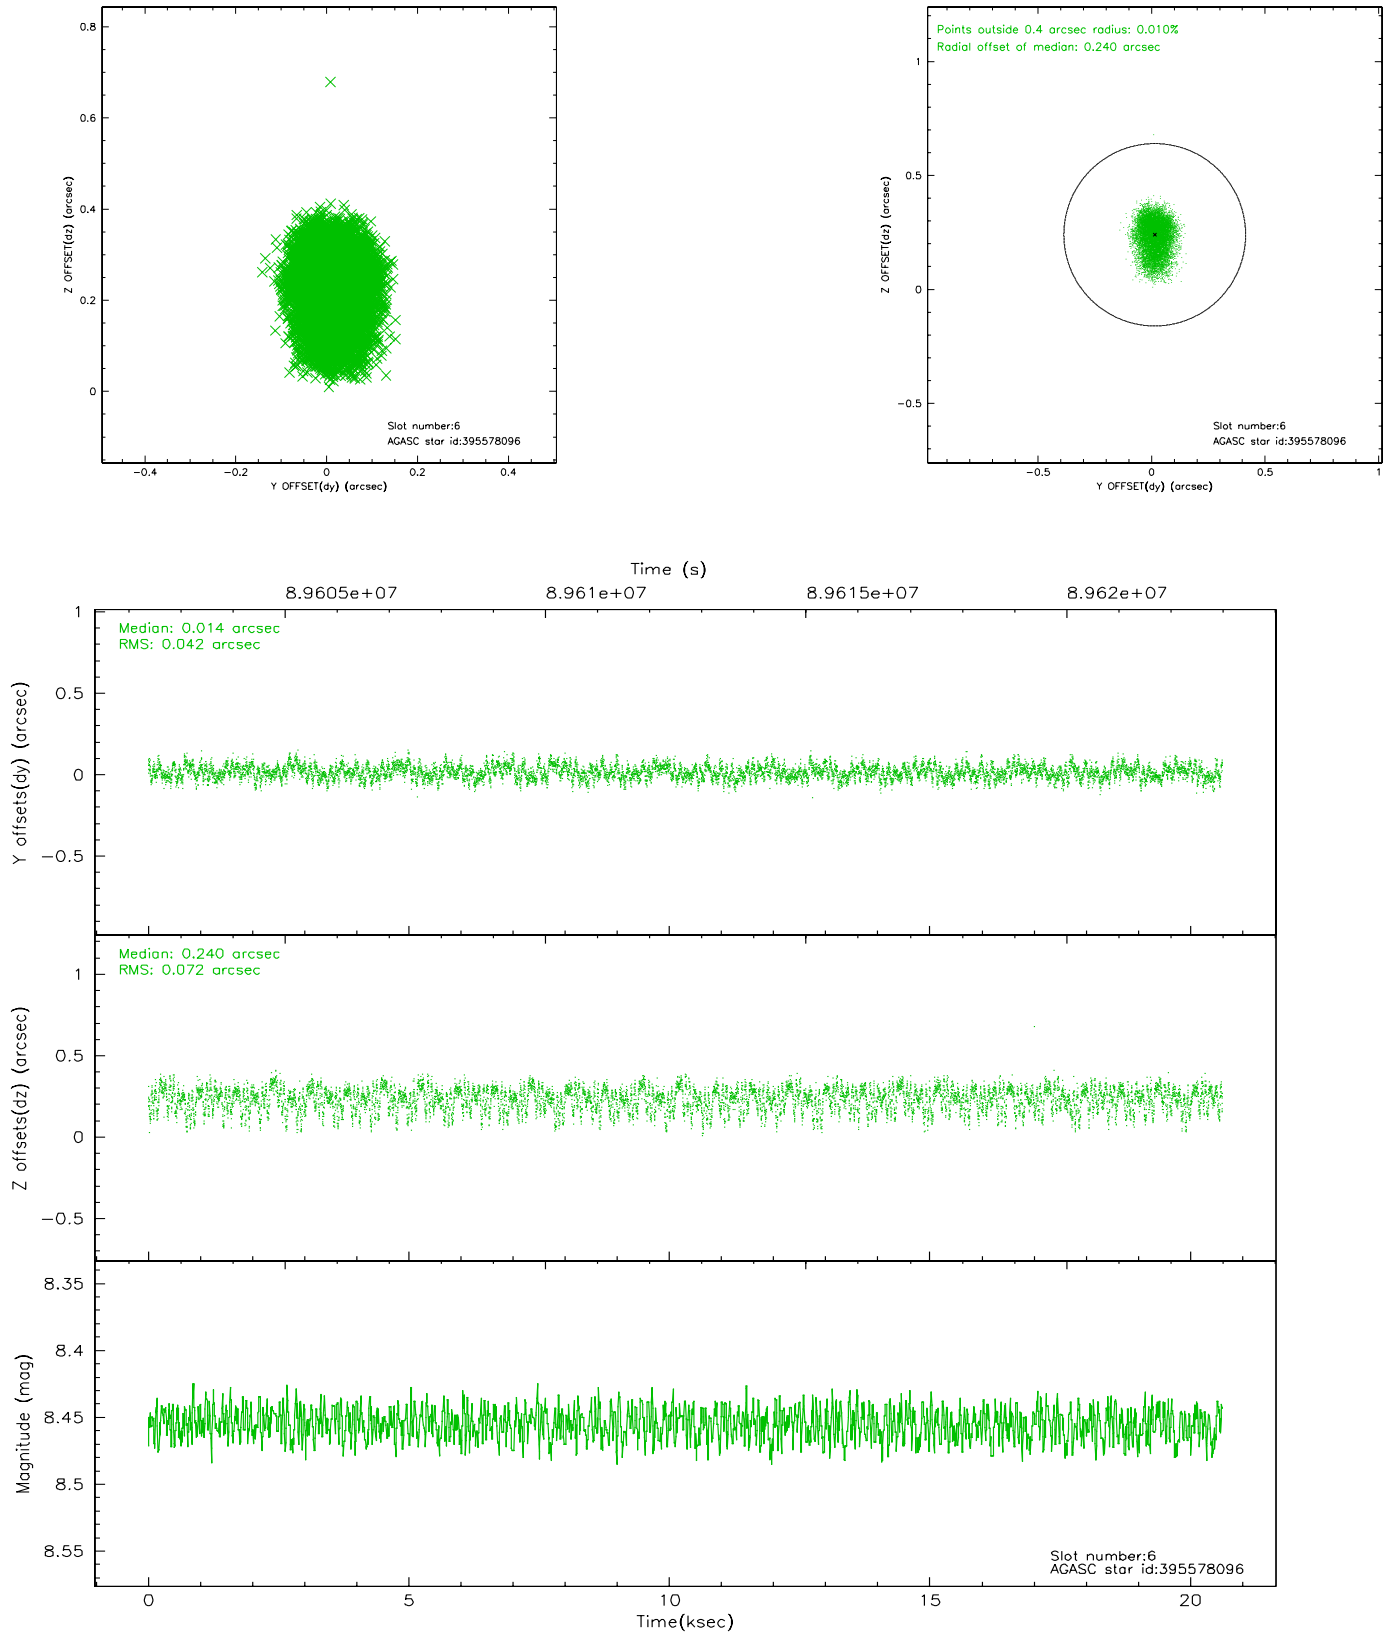 0.8
0.6
0.4
0.2
0
Z OFFSET(dz) (arcsec)
Slot number:6
AGASC star id:395578096
−0.4 −0.2 0 0.2 0.4
Y OFFSET(dy) (arcsec)
Points outside 0.4 arcsec radius: 0.010%
Radial offset of median: 0.240 arcsec
1
0.5
0
−0.5
Z OFFSET(dz) (arcsec)
Slot number:6
AGASC star id:395578096
−0.5 0 0.5 1
Y OFFSET(dy) (arcsec)
Time (s)
8.9605e+07 8.961e+07 8.9615e+07 8.962e+07
Median: 0.014 arcsec
RMS: 0.042 arcsec
1
0.5
0
−0.5
Y offsets(dy) (arcsec)
Median: 0.240 arcsec
RMS: 0.072 arcsec
1
0.5
0
−0.5
Z offsets(dz) (arcsec)
8.35
8.4
8.45
8.5
8.55
Magnitude (mag)
Slot number:6
AGASC star id:395578096
0 5 10 15 20
Time(ksec)